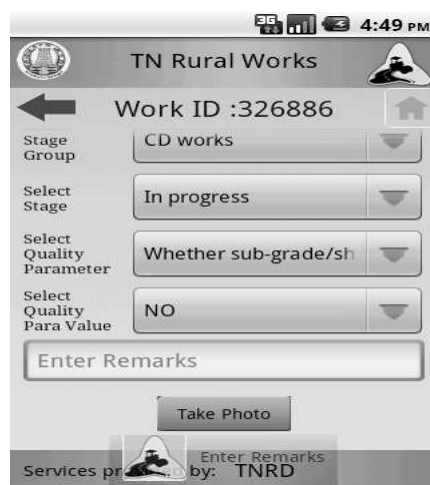 3G 4:49 PM
TN Rural Works
Work ID :326886
Stage
Group
CD works
Select
Stage
In progress
Select
Quality
Parameter
Whether sub-grade/sh
Select
Quality
Para Value
NO
Enter Remarks
Take Photo
Enter Remarks
Services pr by: TNRD